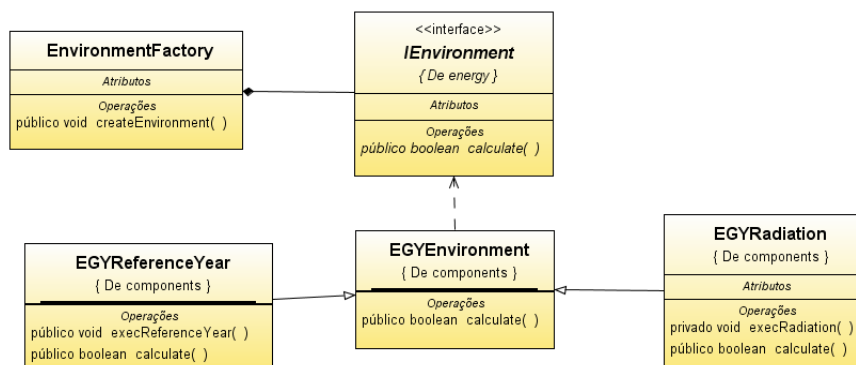 EnvironmentFactory
Atributos
Operações
público void createEnvironment( )
<<interface>>
IEnvironment
{ De energy }
Atributos
Operações
público boolean calculate( )
EGYReferenceYear
{ De components }
Operações
público void execReferenceYear( )
público boolean calculate( )
EGYEnvironment
{ De components }
Operações
público boolean calculate( )
EGYRadiation
{ De components }
Atributos
Operações
privado void execRadiation( )
público boolean calculate( )